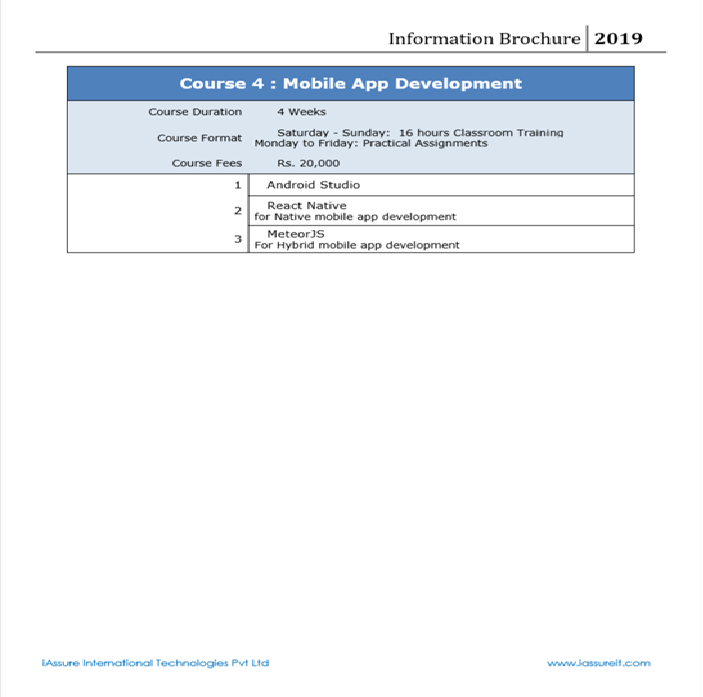 Information Brochure 2019
Course 4 : Mobile App Development
Course Duration 4 Weeks
Course Format Saturday - Sunday: 16 hours Classroom Training
Monday to Friday: Practical Assignments
Course Fees Rs. 20,000
1 Android Studio
2 React Native
for Native mobile app development
3 MeteorJS
For Hybrid mobile app development
iAssure International Technologies Pvt Ltd www.iassureit.com